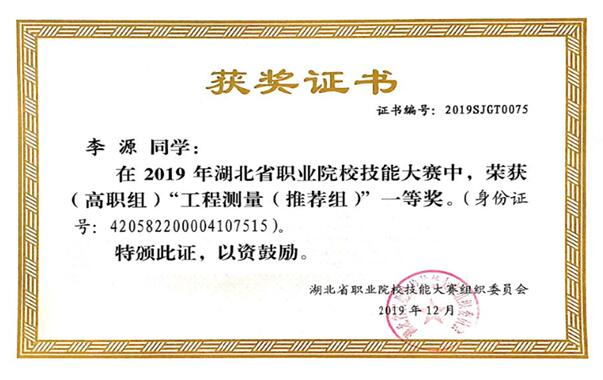 获奖证书
证书编号：2019SJGT0075
李 源 同学：
在 2019 年湖北省职业院校技能大赛中，荣获
（高职组）“工程测量（推荐组）”一等奖。（身份证
号：420582200004107515）。
特颁此证，以资鼓励。
湖北省职业院校技能大赛组织委员会
2019 年 12 月